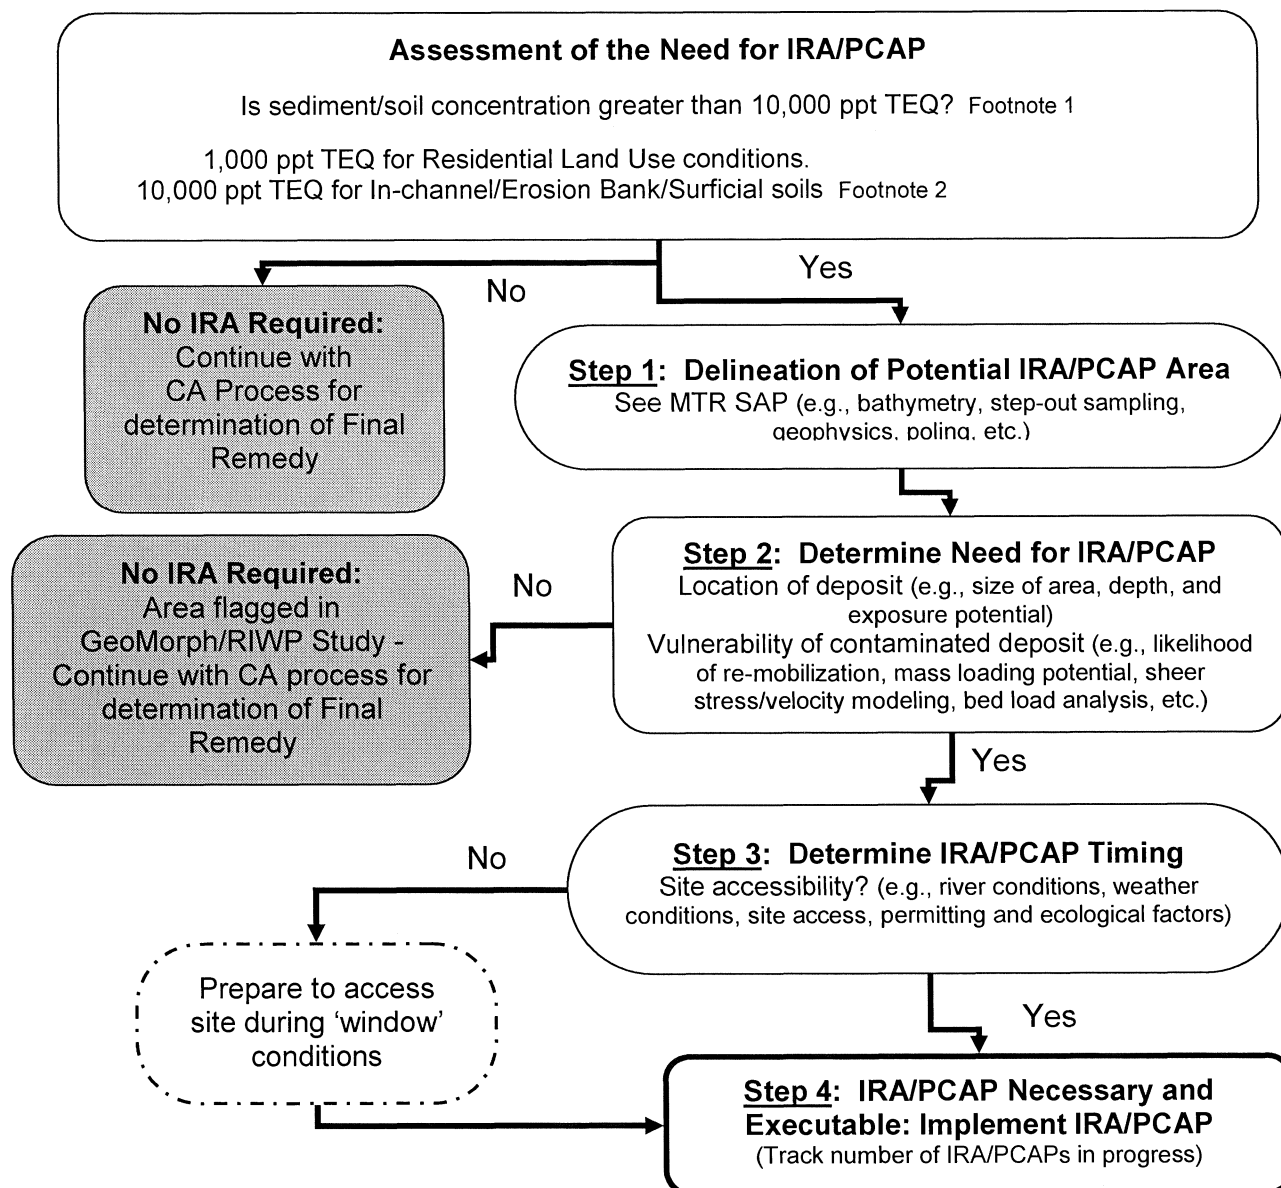 Assessment of the Need for IRA/PCAP
Is sediment/soil concentration greater than 10,000 ppt TEQ? Footnote 1
1,000 ppt TEQ for Residential Land Use conditions.
10,000 ppt TEQ for In-channel/Erosion Bank/Surficial soils Footnote 2
No
Yes
No IRA Required:
Continue with
CA Process for
determination of Final
Remedy
Step 1: Delineation of Potential IRA/PCAP Area
See MTR SAP (e.g., bathymetry, step-out sampling,
geophysics, poling, etc.)
Step 2: Determine Need for IRA/PCAP
Location of deposit (e.g., size of area, depth, and
exposure potential)
Vulnerability of contaminated deposit (e.g., likelihood
of re-mobilization, mass loading potential, sheer
stress/velocity modeling, bed load analysis, etc.)
No
No IRA Required:
Area flagged in
GeoMorph/RIWP Study -
Continue with CA process for
determination of Final
Remedy
Yes
Step 3: Determine IRA/PCAP Timing
Site accessibility? (e.g., river conditions, weather
conditions, site access, permitting and ecological factors)
No
Prepare to access
site during ‘window’
conditions
Yes
Step 4: IRA/PCAP Necessary and
Executable: Implement IRA/PCAP
(Track number of IRA/PCAPs in progress)